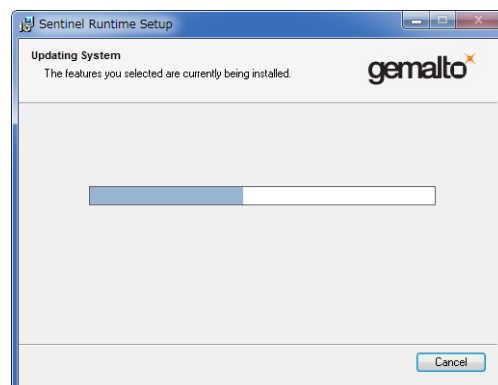 Sentinel Runtime Setup
Updating System
The features you selected are currently being installed.
gemalto
Cancel